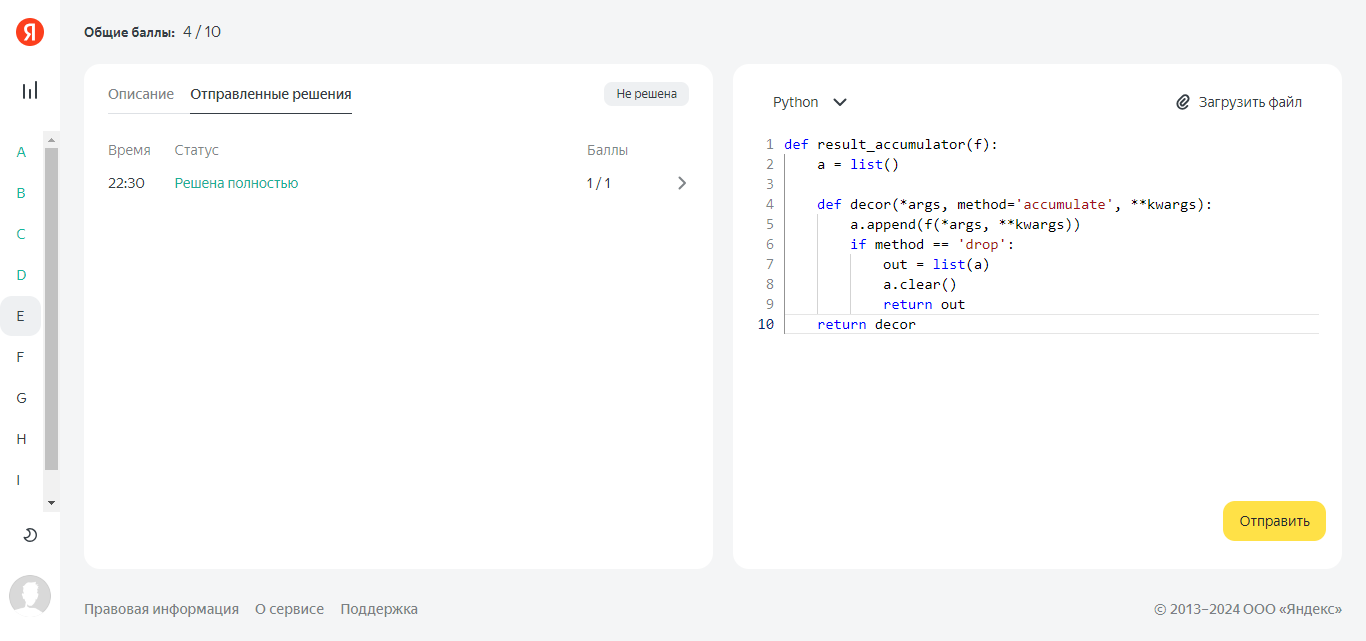 Я
Общие баллы: 4 / 10
A
B
C
D
E
F
G
H
I
Описание Отправленные решения Не решена
Время Статус Баллы
22:30 Решена полностью 1 / 1
Python Загрузить файл
1 def result_accumulator(f):
2     a = list()
3
4     def decor(*args, method='accumulate', **kwargs):
5         a.append(f(*args, **kwargs))
6         if method == 'drop':
7             out = list(a)
8             a.clear()
9             return out
10     return decor
Отправить
Правовая информация О сервисе Поддержка
© 2013–2024 ООО «Яндекс»